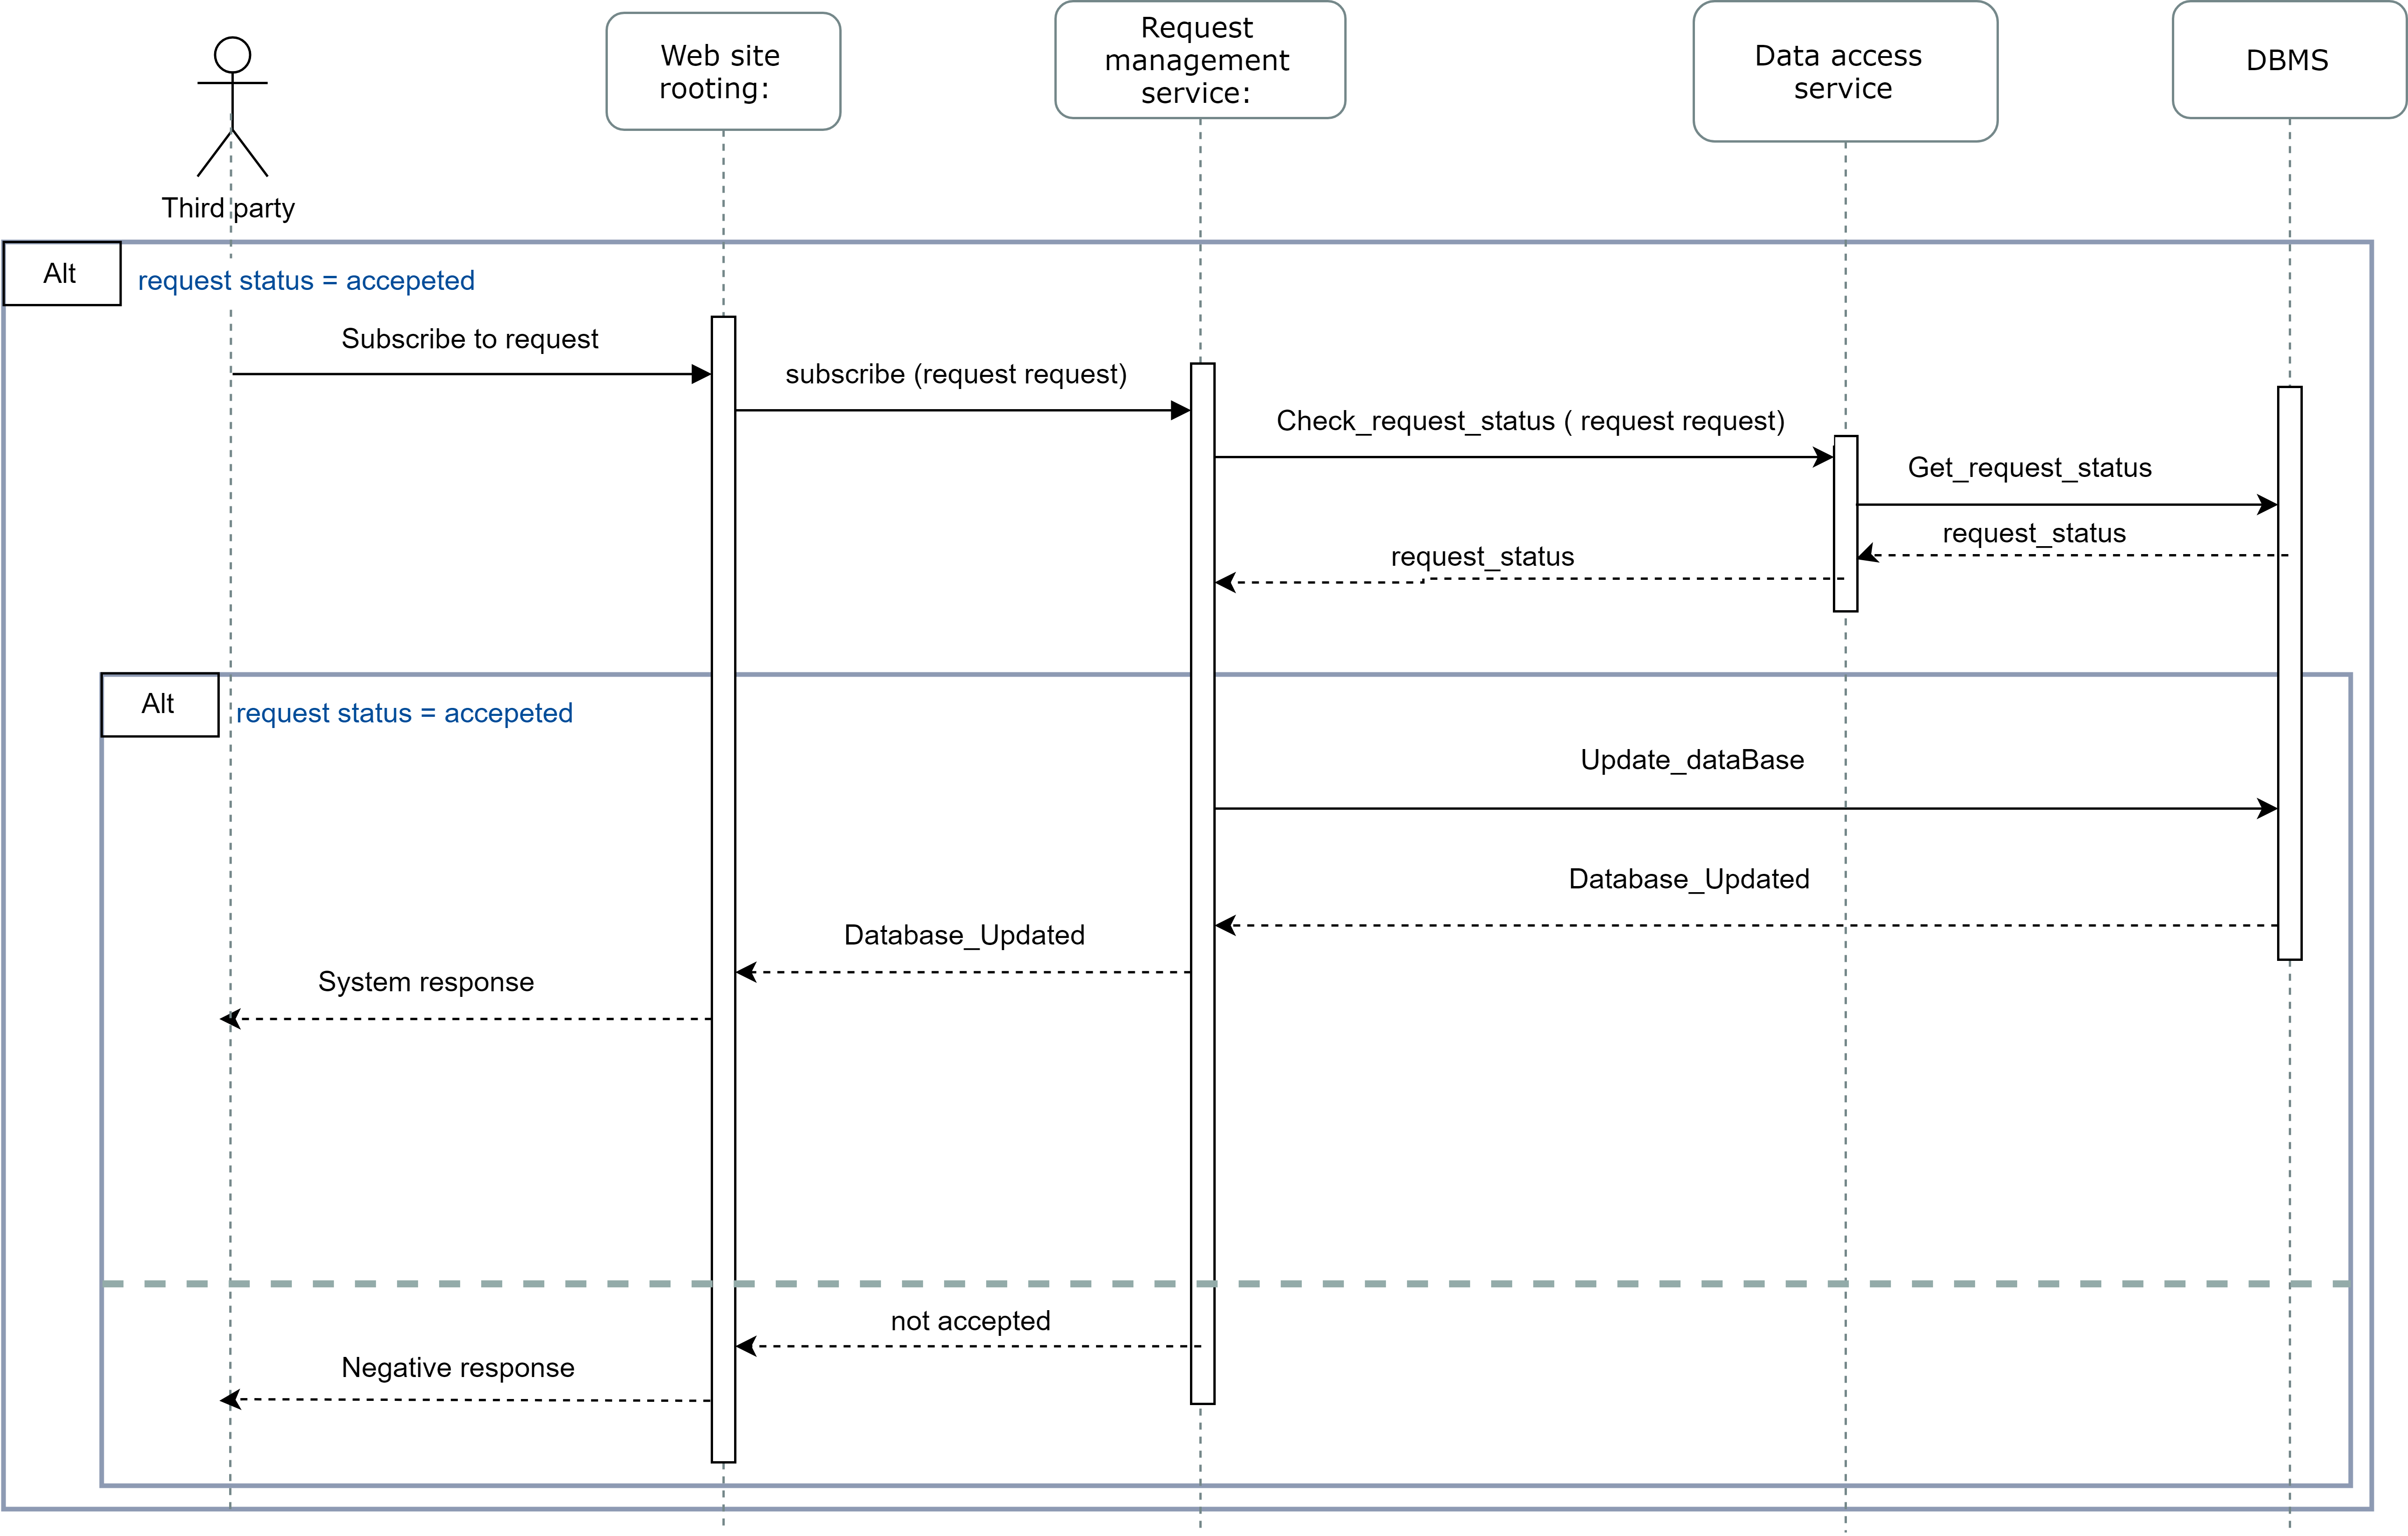 Third party
Web site
rooting:
Request
management
service:
Data access
service
DBMS
Alt
request status = accepeted
Subscribe to request
subscribe (request request)
Check_request_status ( request request)
Get_request_status
request_status
request_status
Alt
request status = accepeted
Update_dataBase
Database_Updated
Database_Updated
System response
not accepted
Negative response